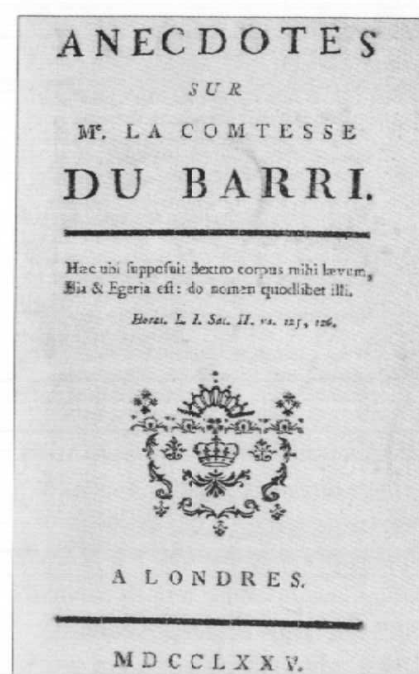 ANECDOTES
SUR
Me. LA COMTESSE
DU BARRI.
Hæc ubi ſuppoſuit dextro corpus mihi lævum,
Ilia & Egeria eſt: do nomen quodlibet illi.
Horat. L. I. Sat. II. vs. 125, 126.
A LONDRES.
MDCCLXXV.